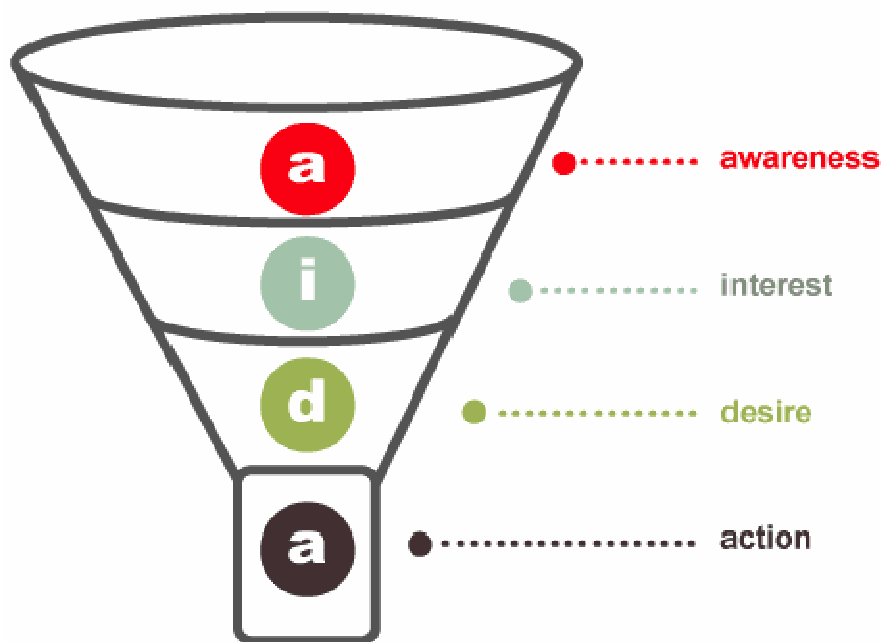 a awareness
i interest
d desire
a action